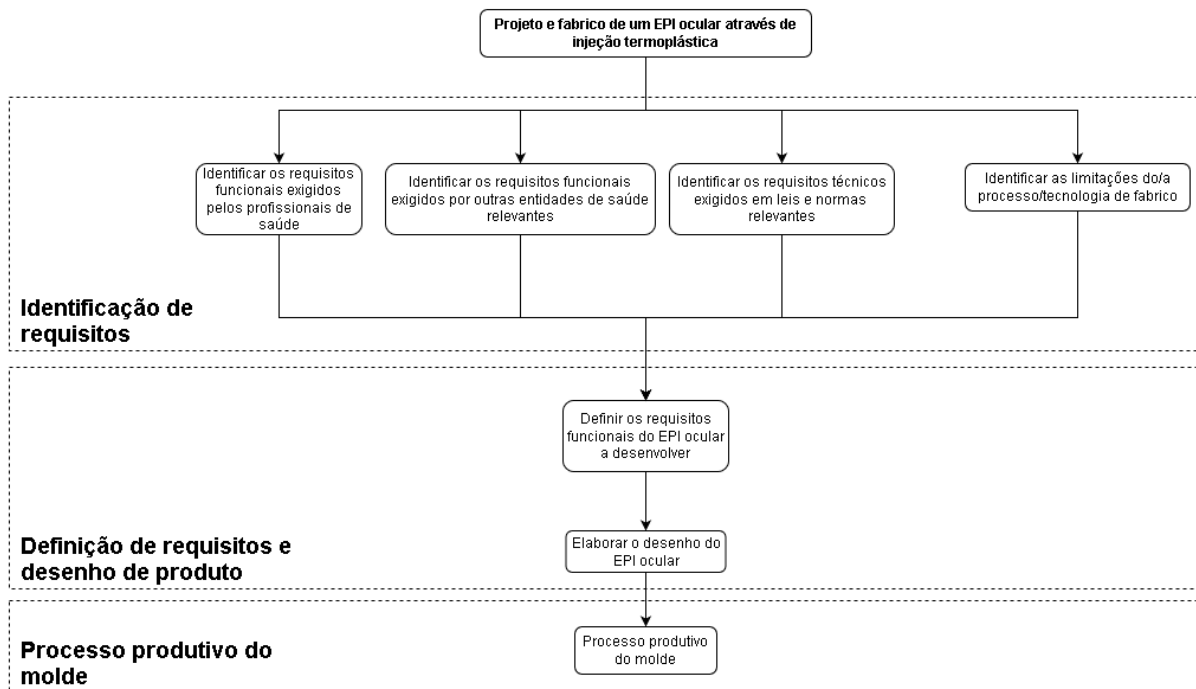 Projeto e fabrico de um EPI ocular através de
injeção termoplástica
Identificar os requisitos
funcionais exigidos
pelos profissionais de
saúde
Identificar os requisitos funcionais
exigidos por outras entidades de saúde
relevantes
Identificar os requisitos técnicos
exigidos em leis e normas
relevantes
Identificar as limitações do/a
processo/tecnologia de fabrico
Identificação de
requisitos
Definir os requisitos
funcionais do EPI ocular
a desenvolver
Elaborar o desenho do
EPI ocular
Definição de requisitos e
desenho de produto
Processo produtivo
do molde
Processo produtivo do
molde